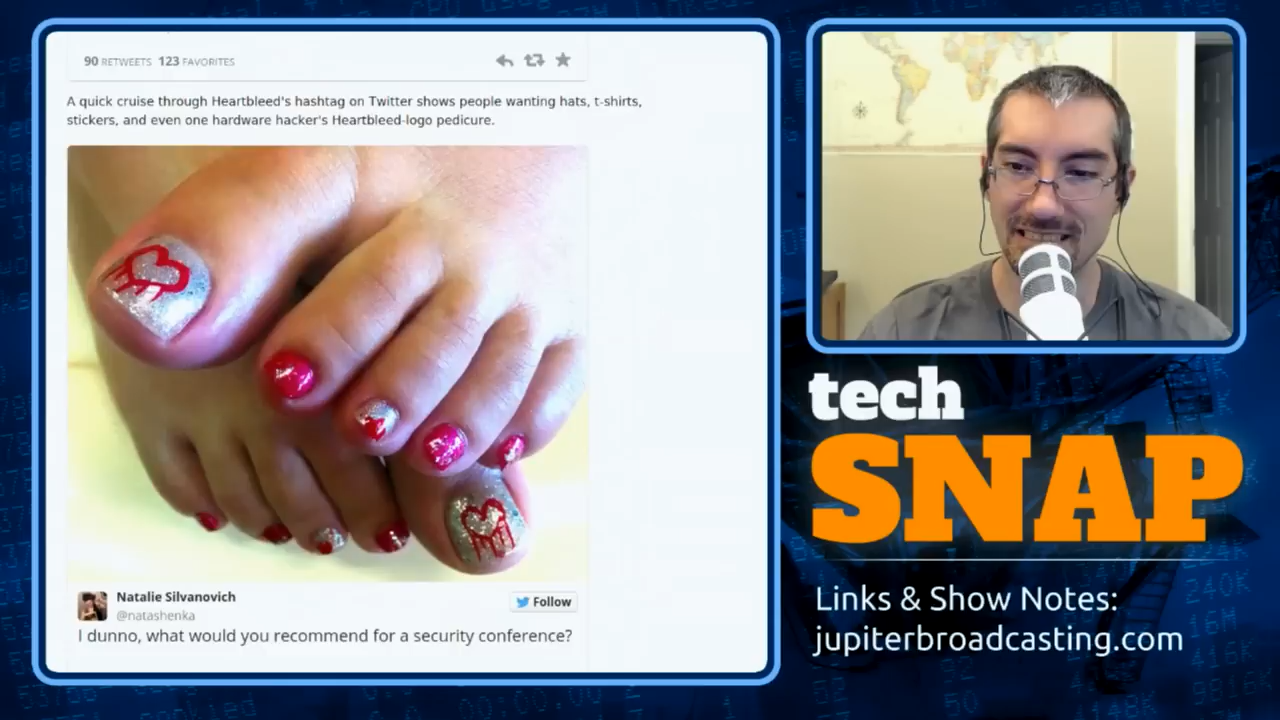 90 RETWEETS 123 FAVORITES
A quick cruise through Heartbleed's hashtag on Twitter shows people wanting hats, t-shirts,
stickers, and even one hardware hacker's Heartbleed-logo pedicure.
Natalie Silvanovich
@natashenka
Follow
I dunno, what would you recommend for a security conference?
tech
SNAP
Links & Show Notes:
jupiterbroadcasting.com